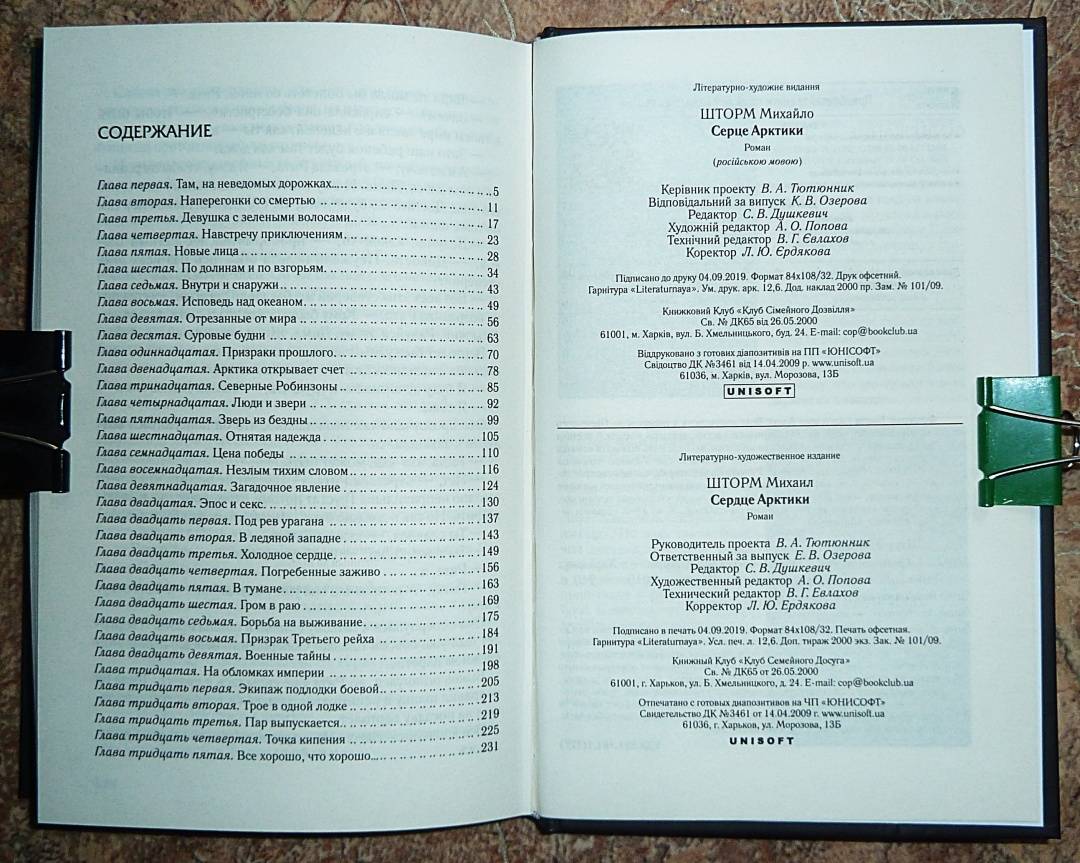 СОДЕРЖАНИЕ
Глава первая. Там, на неведомых дорожках... 5
Глава вторая. Наперегонки со смертью 11
Глава третья. Девушка с зелеными волосами 17
Глава четвертая. Навстречу приключениям 23
Глава пятая. Новые лица 28
Глава шестая. По долинам и по взгорьям 34
Глава седьмая. Внутри и снаружи 43
Глава восьмая. Исповедь над океаном 49
Глава девятая. Отрезанные от мира 56
Глава десятая. Суровые будни 63
Глава одиннадцатая. Призраки прошлого 70
Глава двенадцатая. Арктика открывает счет 78
Глава тринадцатая. Северные Робинзоны 85
Глава четырнадцатая. Люди и звери 92
Глава пятнадцатая. Зверь из бездны 99
Глава шестнадцатая. Отнятая надежда 105
Глава семнадцатая. Цена победы 110
Глава восемнадцатая. Незлым тихим словом 116
Глава девятнадцатая. Загадочное явление 124
Глава двадцатая. Эпос и секс 130
Глава двадцать первая. Под рев урагана 137
Глава двадцать вторая. В ледяной западне 143
Глава двадцать третья. Холодное сердце 149
Глава двадцать четвертая. Погребенные заживо 156
Глава двадцать пятая. В тумане 163
Глава двадцать шестая. Гром в раю 169
Глава двадцать седьмая. Борьба на выживание 175
Глава двадцать восьмая. Призрак Третьего рейха 184
Глава двадцать девятая. Военные тайны 191
Глава тридцатая. На обломках империи 198
Глава тридцать первая. Экипаж подлодки боевой 205
Глава тридцать вторая. Трое в одной лодке 213
Глава тридцать третья. Пар выпускается 219
Глава тридцать четвертая. Точка кипения 225
Глава тридцать пятая. Все хорошо, что хорошо... 231
Літературно-художнє видання
ШТОРМ Михайло
Серце Арктики
Роман
(російською мовою)
Керівник проекту В. А. Тютюнник
Відповідальний за випуск К. В. Озерова
Редактор С. В. Душкевич
Художній редактор А. О. Попова
Технічний редактор В. Г. Євлахов
Коректор Л. Ю. Єрдякова
Підписано до друку 04.09.2019. Формат 84x108/32. Друк офсетний.
Гарнітура «Literaturnaya». Ум. друк. арк. 12,6. Дод. наклад 2000 пр. Зам. № 101/09.
Книжковий Клуб «Клуб Сімейного Дозвілля»
Св. № ДК65 від 26.05.2000
61001, м. Харків, вул. Б. Хмельницького, буд. 24. E-mail: cop@bookclub.ua
Віддруковано з готових діапозитивів на ПП «ЮНІСОФТ»
Свідоцтво ДК №3461 від 14.04.2009 р. www.unisoft.ua
61036, м. Харків, вул. Морозова, 13Б
UNISOFT
Литературно-художественное издание
ШТОРМ Михаил
Сердце Арктики
Роман
Руководитель проекта В. А. Тютюнник
Ответственный за выпуск Е. В. Озерова
Редактор С. В. Душкевич
Художественный редактор А. О. Попова
Технический редактор В. Г. Евлахов
Корректор Л. Ю. Ердякова
Подписано в печать 04.09.2019. Формат 84x108/32. Печать офсетная.
Гарнитура «Literaturnaya». Усл. печ. л. 12,6. Доп. тираж 2000 экз. Зак. № 101/09.
Книжный Клуб «Клуб Семейного Досуга»
Св. № ДК65 от 26.05.2000
61001, г. Харьков, ул. Б. Хмельницкого, д. 24. E-mail: cop@bookclub.ua
Отпечатано с готовых диапозитивов на ЧП «ЮНИСОФТ»
Свидетельство ДК №3461 от 14.04.2009 г. www.unisoft.ua
61036, г. Харьков, ул. Морозова, 13Б
UNISOFT